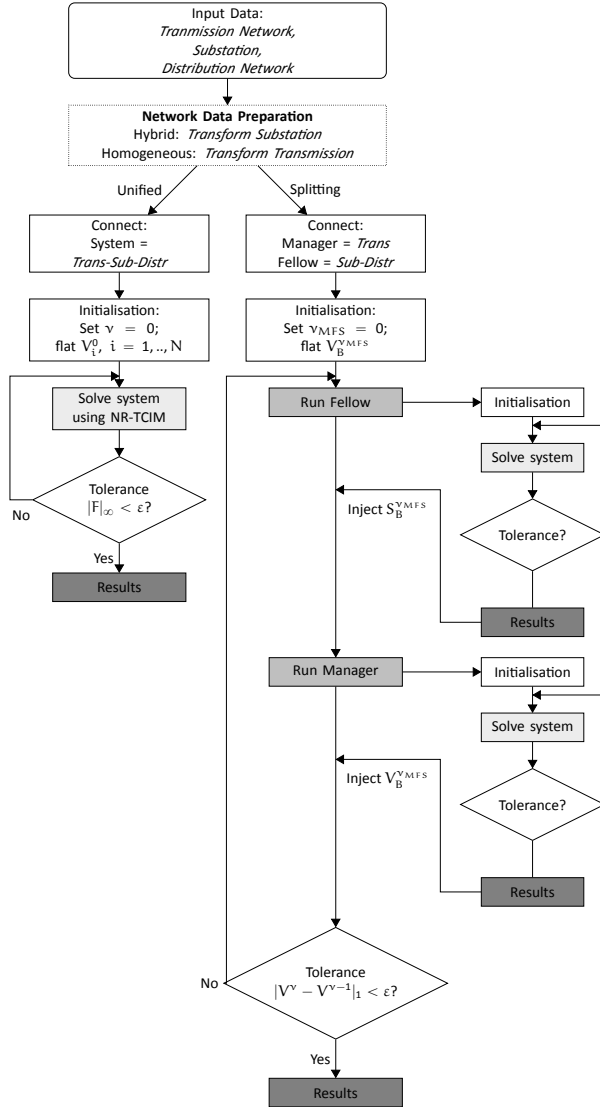 Input Data:
Tranmission Network,
Substation,
Distribution Network
Network Data Preparation
Hybrid: Transform Substation
Homogeneous: Transform Transmission
Unified
Splitting
Connect:
System =
Trans-Sub-Distr
Connect:
Manager = Trans
Fellow = Sub-Distr
Initialisation:
Set ν = 0;
flat V_i^0, i = 1,..,N
Initialisation:
Set ν_MFS = 0;
flat V_B^ν_MFS
Solve system
using NR-TCIM
Run Fellow
Initialisation
Solve system
Tolerance
|F|∞ < ε?
No
Yes
Results
Inject S_B^ν_MFS
Tolerance?
Results
Run Manager
Initialisation
Solve system
Inject V_B^ν_MFS
Tolerance?
Results
Tolerance
|V^ν − V^ν−1|₁ < ε?
No
Yes
Results